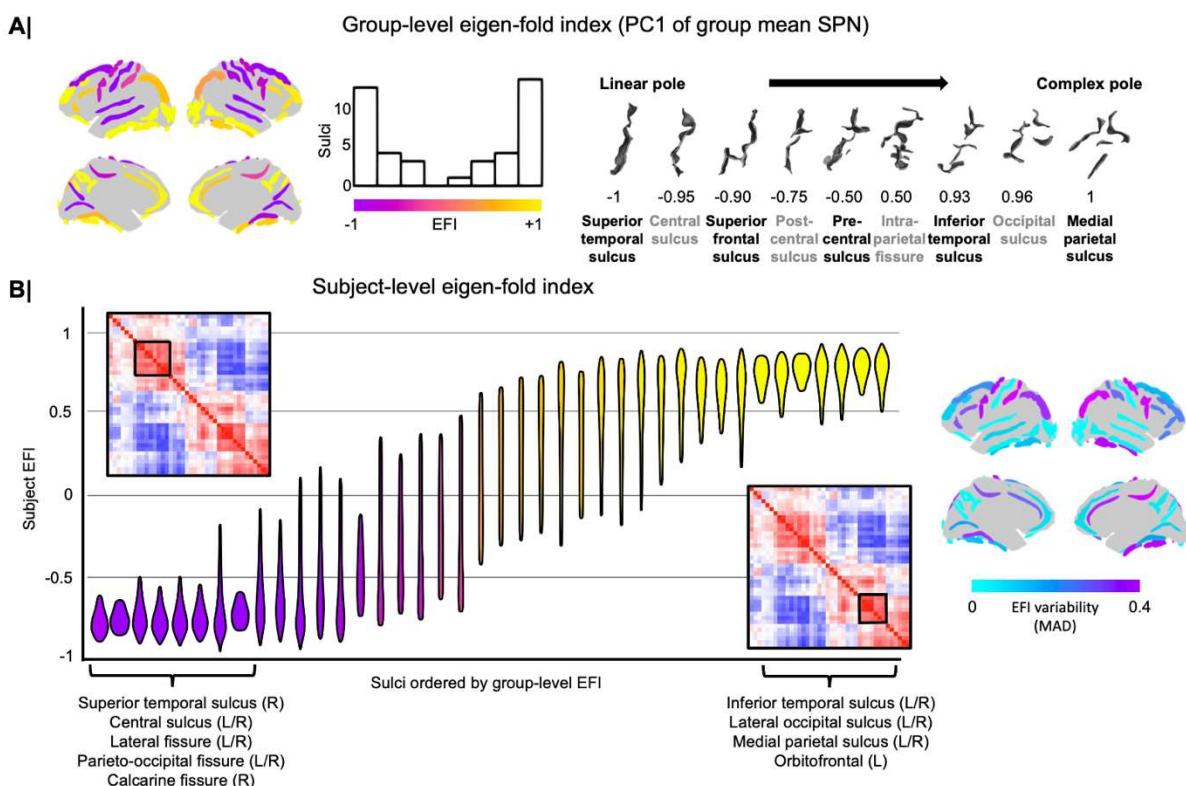 A|
Group-level eigen-fold index (PC1 of group mean SPN)
Sulci
10
5
0
-1
EFI
+1
Linear pole
Complex pole
-1
-0.95
-0.90
-0.75
-0.50
0.50
0.93
0.96
1
Superior
temporal
sulcus
Central
sulcus
Superior
frontal
sulcus
Post-
central
sulcus
Pre-
central
sulcus
Intra-
parietal
fissure
Inferior
temporal
sulcus
Occipital
sulcus
Medial
parietal
sulcus
B|
Subject-level eigen-fold index
Subject EFI
1
0.5
0
-0.5
-1
Sulci ordered by group-level EFI
Superior temporal sulcus (R)
Central sulcus (L/R)
Lateral fissure (L/R)
Parieto-occipital fissure (L/R)
Calcarine fissure (R)
Inferior temporal sulcus (L/R)
Lateral occipital sulcus (L/R)
Medial parietal sulcus (L/R)
Orbitofrontal (L)
0
EFI variability
(MAD)
0.4